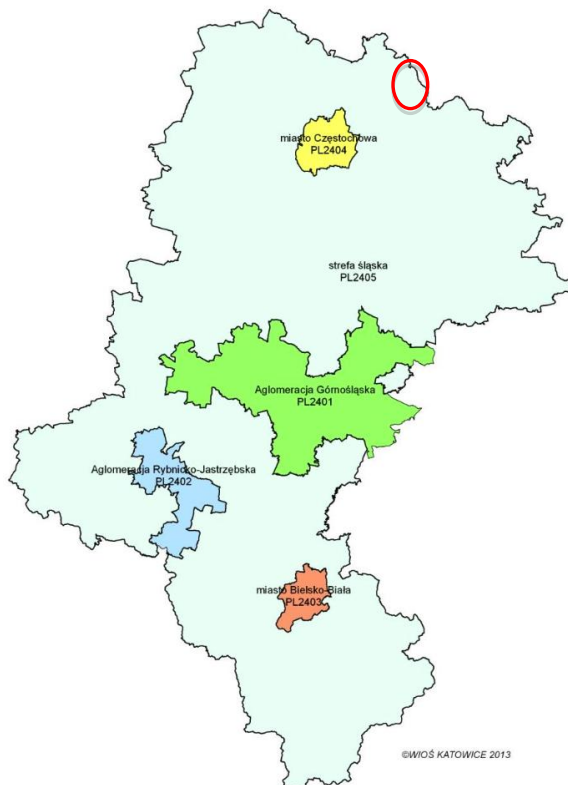 miasto Częstochowa
PL2404
strefa śląska
PL2405
Aglomeracja Górnośląska
PL2401
Aglomeracja Rybnicko-Jastrzębska
PL2402
miasto Bielsko-Biała
PL2403
©WIOŚ KATOWICE 2013